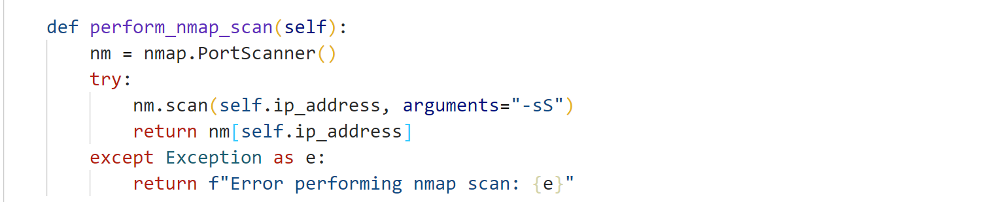 def perform_nmap_scan(self):
    nm = nmap.PortScanner()
    try:
        nm.scan(self.ip_address, arguments="-sS")
        return nm[self.ip_address]
    except Exception as e:
        return f"Error performing nmap scan: {e}"